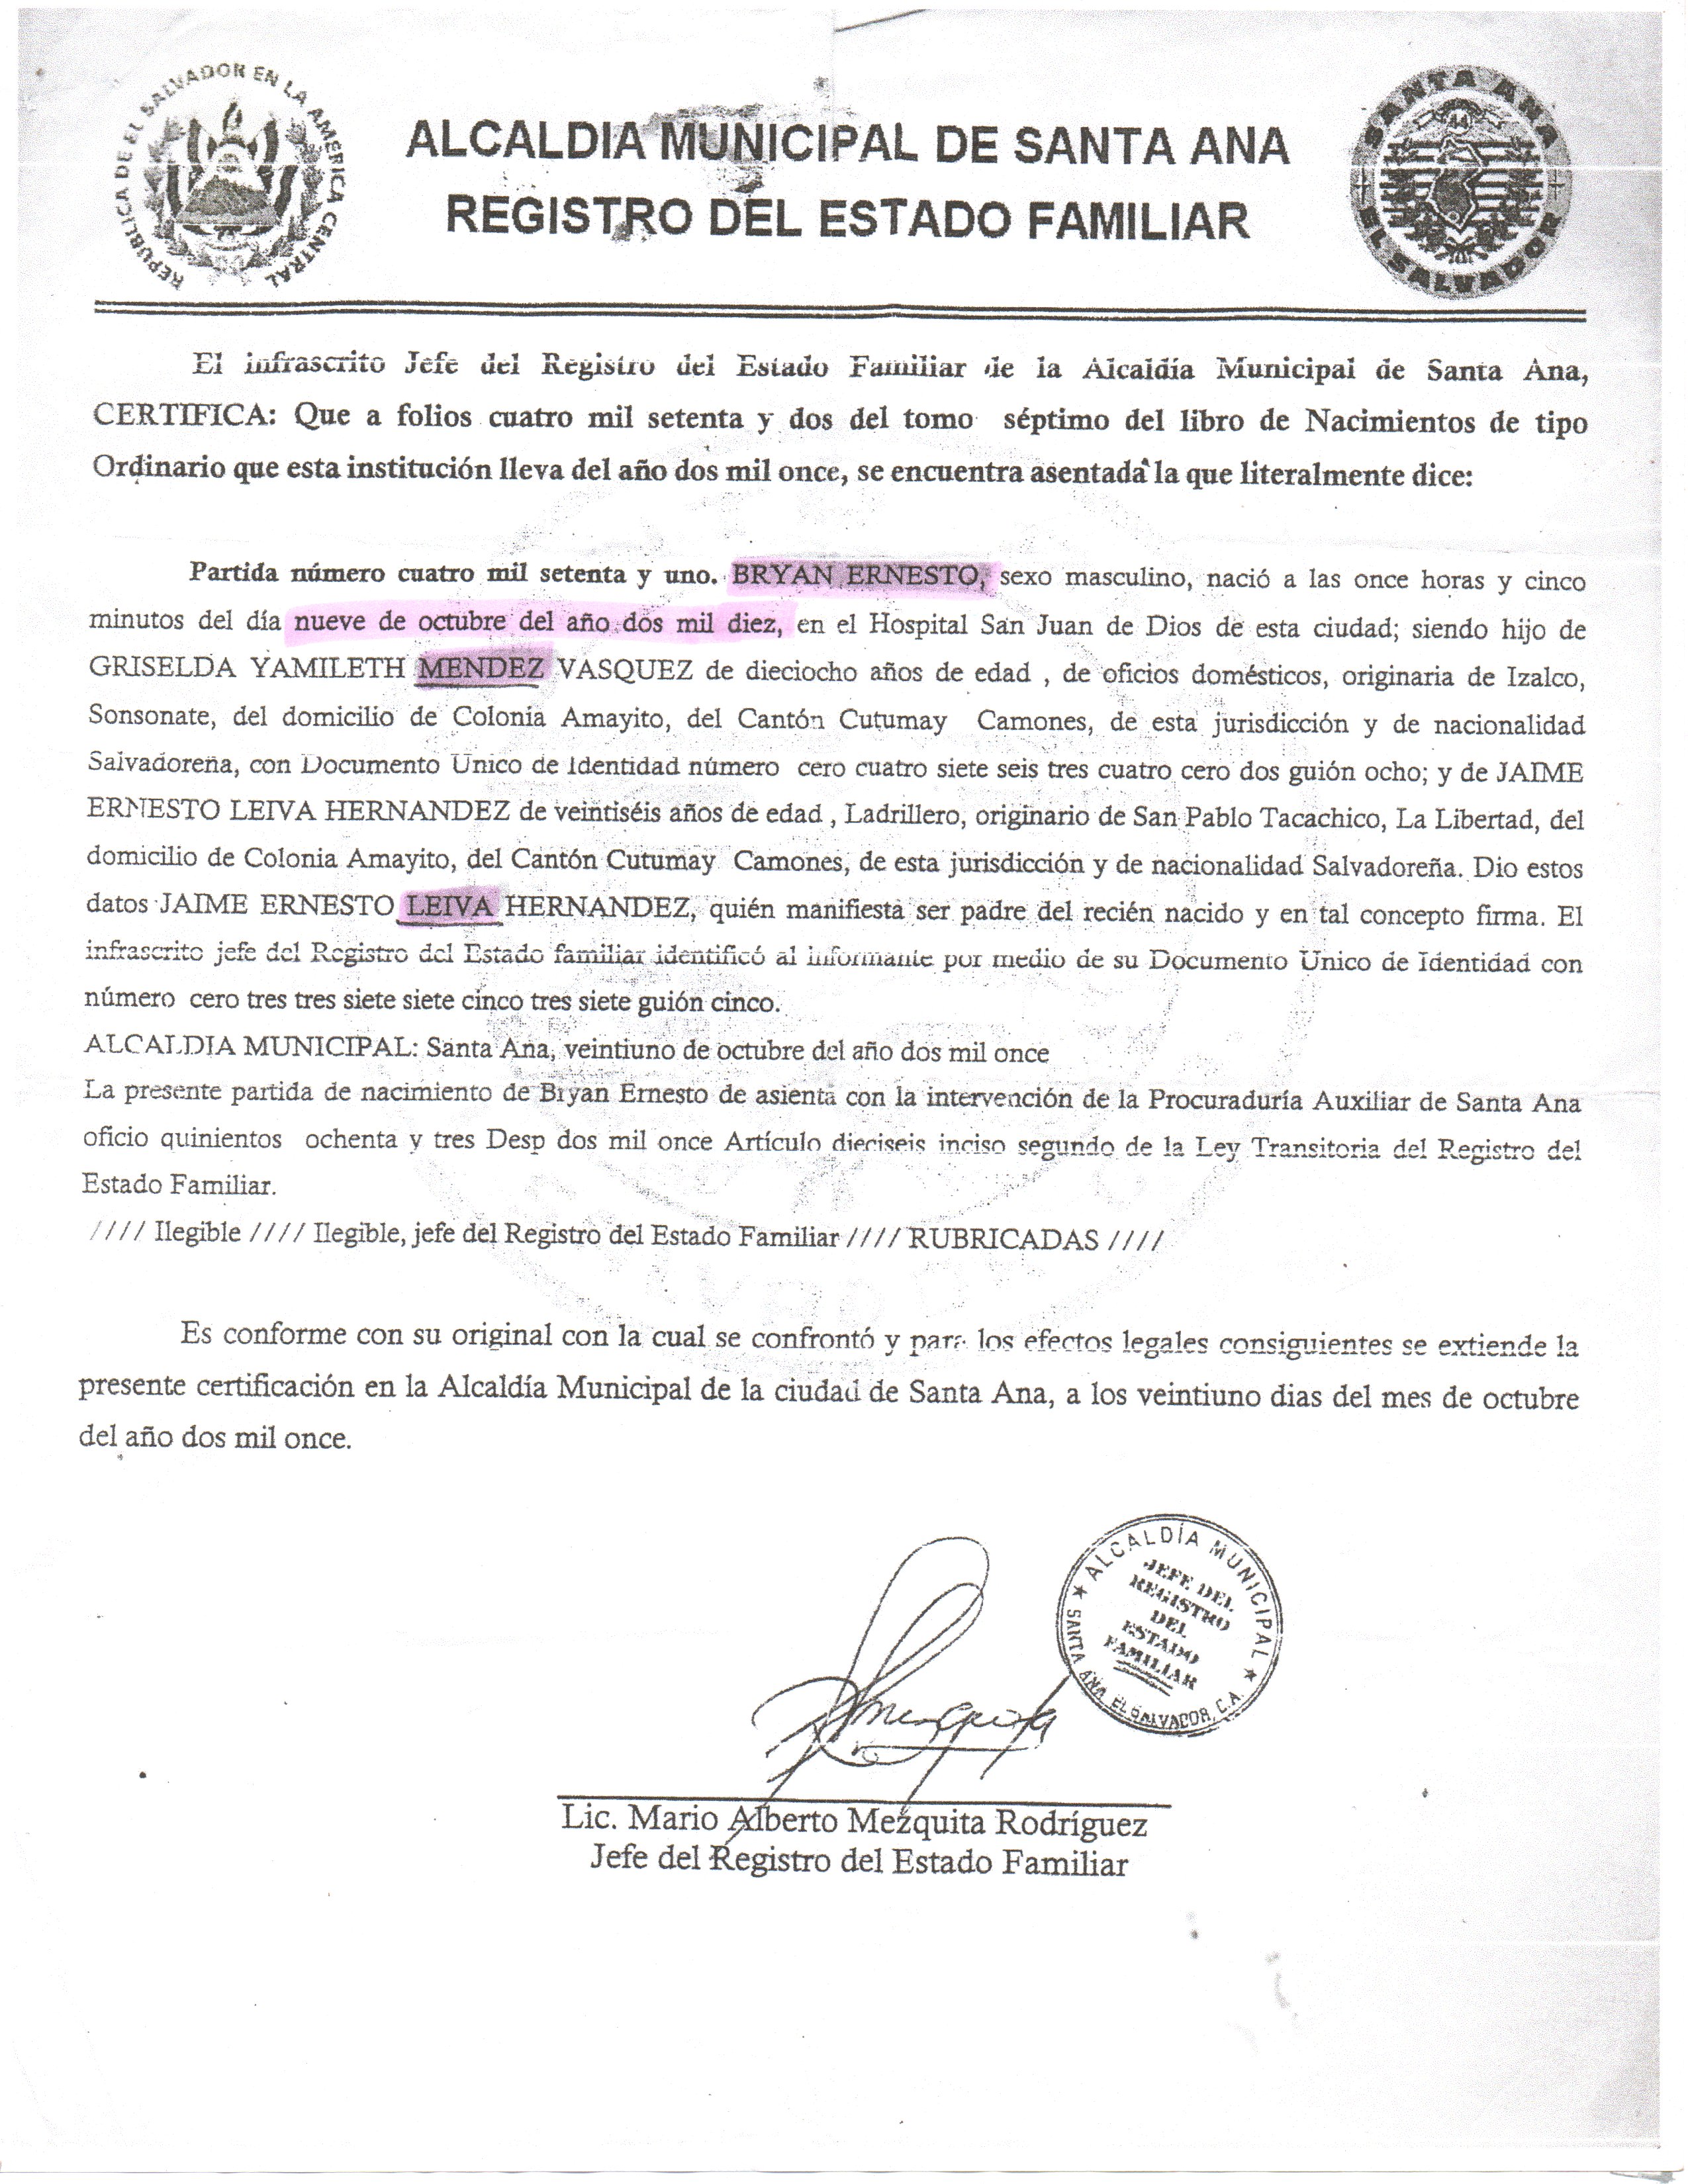 REPUBLICA DE EL SALVADOR EN LA AMERICA CENTRAL
ALCALDIA MUNICIPAL DE SANTA ANA
REGISTRO DEL ESTADO FAMILIAR
SANTA ANA
44
EL SALVADOR
El infrascrito Jefe del Registro del Estado Familiar de la Alcaldía Municipal de Santa Ana,
CERTIFICA: Que a folios cuatro mil setenta y dos del tomo séptimo del libro de Nacimientos de tipo
Ordinario que esta institución lleva del año dos mil once, se encuentra asentada la que literalmente dice:
Partida número cuatro mil setenta y uno. BRYAN ERNESTO, sexo masculino, nació a las once horas y cinco
minutos del día nueve de octubre del año dos mil diez, en el Hospital San Juan de Dios de esta ciudad; siendo hijo de
GRISELDA YAMILETH MENDEZ VASQUEZ de dieciocho años de edad , de oficios domésticos, originaria de Izalco,
Sonsonate, del domicilio de Colonia Amayito, del Cantón Cutumay Camones, de esta jurisdicción y de nacionalidad
Salvadoreña, con Documento Unico de Identidad número cero cuatro siete seis tres cuatro cero dos guión ocho; y de JAIME
ERNESTO LEIVA HERNANDEZ de veintiséis años de edad , Ladrillero, originario de San Pablo Tacachico, La Libertad, del
domicilio de Colonia Amayito, del Cantón Cutumay Camones, de esta jurisdicción y de nacionalidad Salvadoreña. Dio estos
datos JAIME ERNESTO LEIVA HERNANDEZ, quién manifiesta ser padre del recién nacido y en tal concepto firma. El
infrascrito jefe del Registro del Estado familiar identificó al informante por medio de su Documento Unico de Identidad con
número cero tres tres siete siete cinco tres siete guión cinco.
ALCALDIA MUNICIPAL: Santa Ana, veintiuno de octubre del año dos mil once
La presente partida de nacimiento de Bryan Ernesto de asienta con la intervención de la Procuraduría Auxiliar de Santa Ana
oficio quinientos ochenta y tres Desp dos mil once Artículo dieciseis inciso segundo de la Ley Transitoria del Registro del
Estado Familiar.
//// Ilegible //// Ilegible, jefe del Registro del Estado Familiar //// RUBRICADAS ////
Es conforme con su original con la cual se confrontó y para los efectos legales consiguientes se extiende la
presente certificación en la Alcaldía Municipal de la ciudad de Santa Ana, a los veintiuno dias del mes de octubre
del año dos mil once.
ALCALDÍA MUNICIPAL
JEFE DEL
REGISTRO
DEL
ESTADO
FAMILIAR
SANTA ANA EL SALVADOR, C.A.
Lic. Mario Alberto Mezquita Rodríguez
Jefe del Registro del Estado Familiar